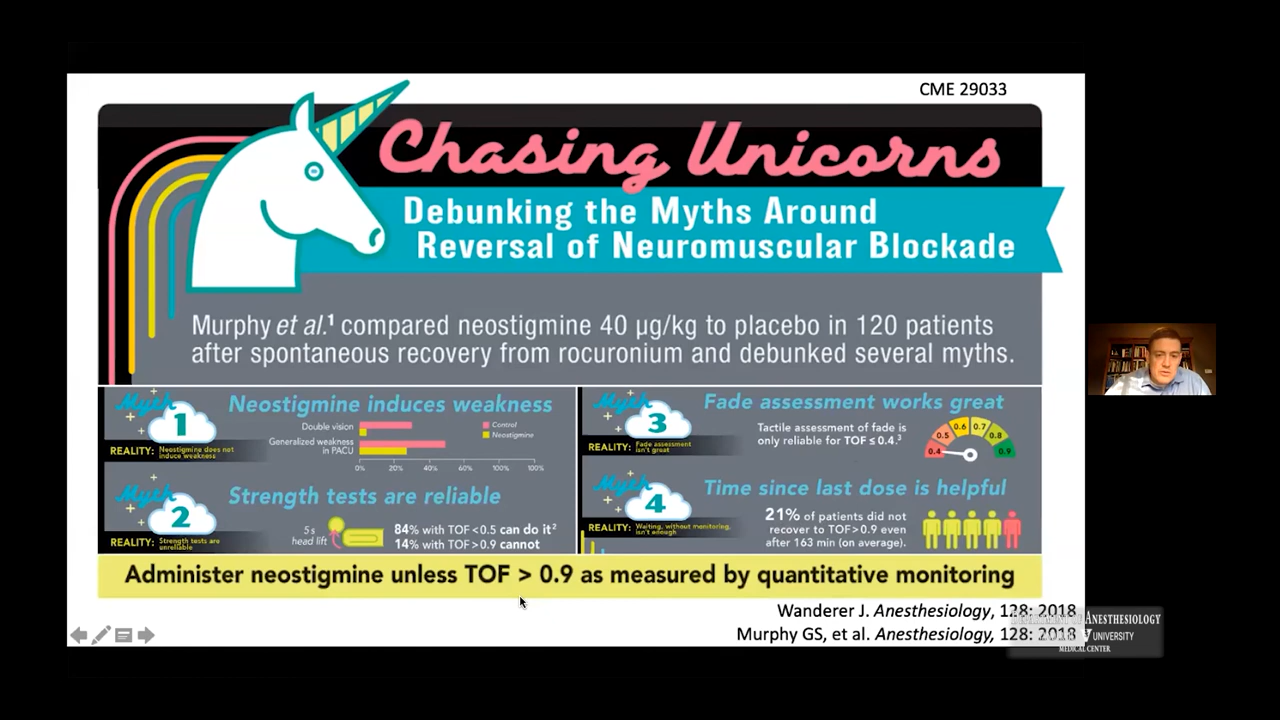 CME 29033
Chasing Unicorns
Debunking the Myths Around
Reversal of Neuromuscular Blockade
Murphy et al.¹ compared neostigmine 40 µg/kg to placebo in 120 patients
after spontaneous recovery from rocuronium and debunked several myths.
Myth 1
Neostigmine induces weakness
REALITY: Neostigmine does not
induce weakness
Double vision
Generalized weakness
in PACU
Control
Neostigmine
0% 20% 40% 60% 80% 100% 100%
Myth 2
Strength tests are reliable
REALITY: Strength tests are
unreliable
5 s
head lift
84% with TOF<0.5 can do it²
14% with TOF>0.9 cannot
Myth 3
Fade assessment works great
REALITY: Fade assessment
isn't great
Tactile assessment of fade is
only reliable for TOF ≤ 0.4.³
0.4 0.5 0.6 0.7 0.8 0.9
Myth 4
Time since last dose is helpful
REALITY: Waiting, without monitoring,
isn't enough
21% of patients did not
recover to TOF>0.9 even
after 163 min (on average).
Administer neostigmine unless TOF > 0.9 as measured by quantitative monitoring
Wanderer J. Anesthesiology, 128: 2018
Murphy GS, et al. Anesthesiology, 128: 2018
Anesthesiology
UNIVERSITY
MEDICAL CENTER